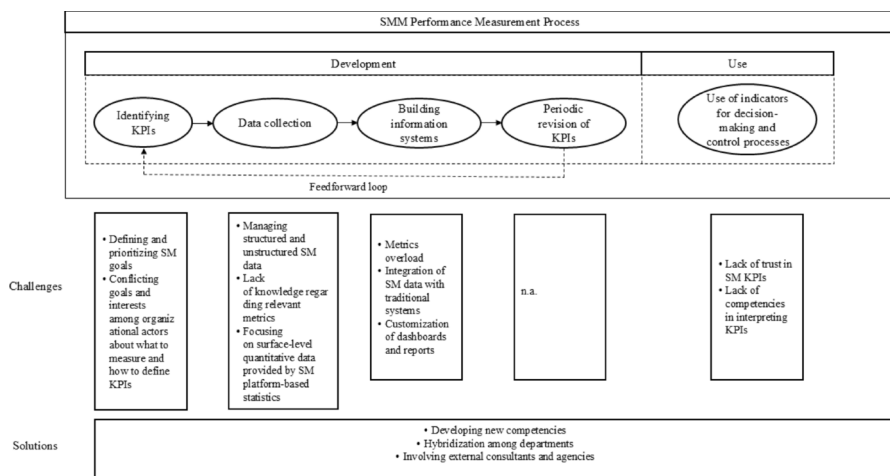 SMM Performance Measurement Process
Development
Use
Identifying
KPIs
Data collection
Building
information
systems
Periodic
revision of
KPIs
Use of indicators
for decision-
making and
control processes
Feedforward loop
Challenges
• Defining and
prioritizing SM
goals
• Conflicting
goals and
interests
among organiz
ational actors
about what to
measure and
how to define
KPIs
• Managing
structured and
unstructured SM
data
• Lack
of knowledge regar
ding relevant
metrics
• Focusing
on surface-level
quantitative data
provided by SM
platform-based
statistics
• Metrics
overload
• Integration of
SM data with
traditional
systems
• Customization
of dashboards
and reports
n.a.
• Lack of trust in
SM KPIs
• Lack of
competencies
in interpreting
KPIs
Solutions
• Developing new competencies
• Hybridization among departments
• Involving external consultants and agencies